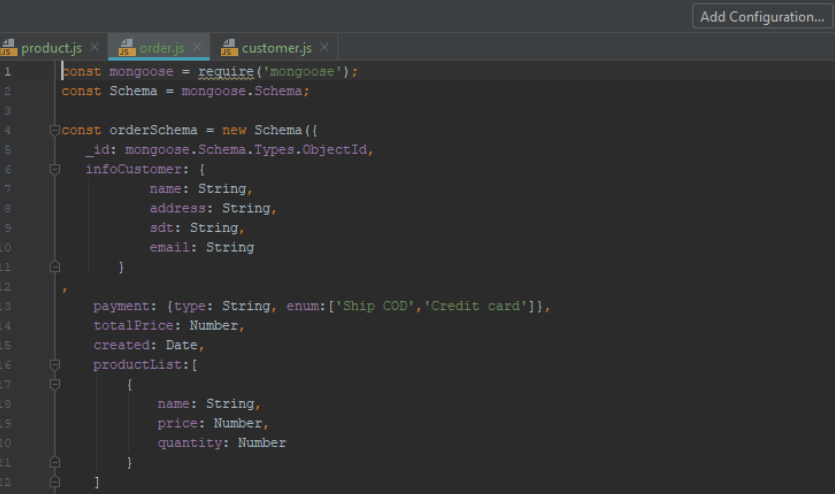 Add Configuration...
product.js order.js customer.js
1 const mongoose = require('mongoose');
2 const Schema = mongoose.Schema;
3
4 const orderSchema = new Schema({
5 _id: mongoose.Schema.Types.ObjectId,
6 infoCustomer: {
7 name: String,
8 address: String,
9 sdt: String,
10 email: String
11 }
12 ,
13 payment: {type: String, enum:['Ship COD','Credit card']},
14 totalPrice: Number,
15 created: Date,
16 productList:[
17 {
18 name: String,
19 price: Number,
20 quantity: Number
21 }
22 ]